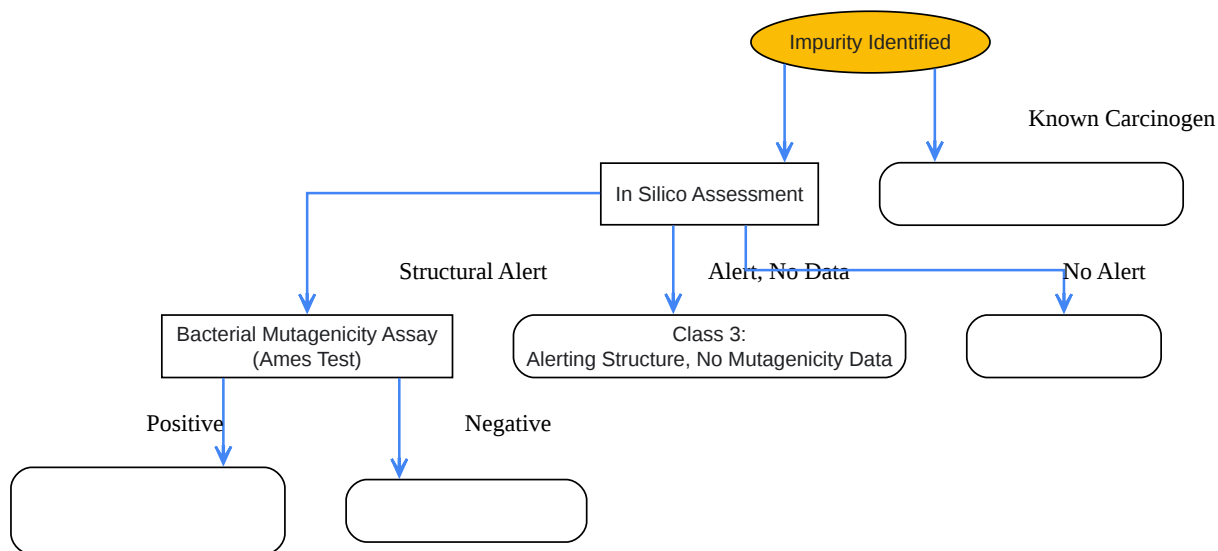 Impurity Identified
Known Carcinogen
In Silico Assessment
Structural Alert
Alert, No Data
No Alert
Bacterial Mutagenicity Assay
(Ames Test)
Class 3:
Alerting Structure, No Mutagenicity Data
Positive
Negative